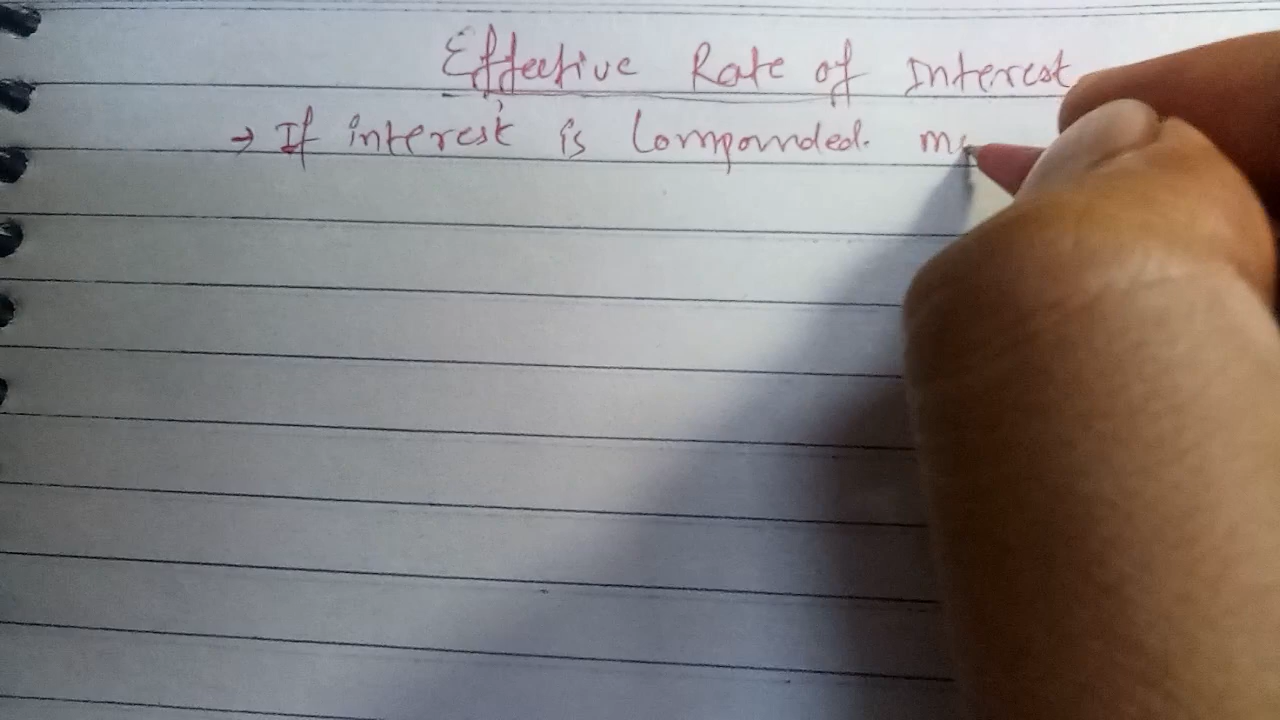 Effective Rate of Interest
→ If interest is Compounded.